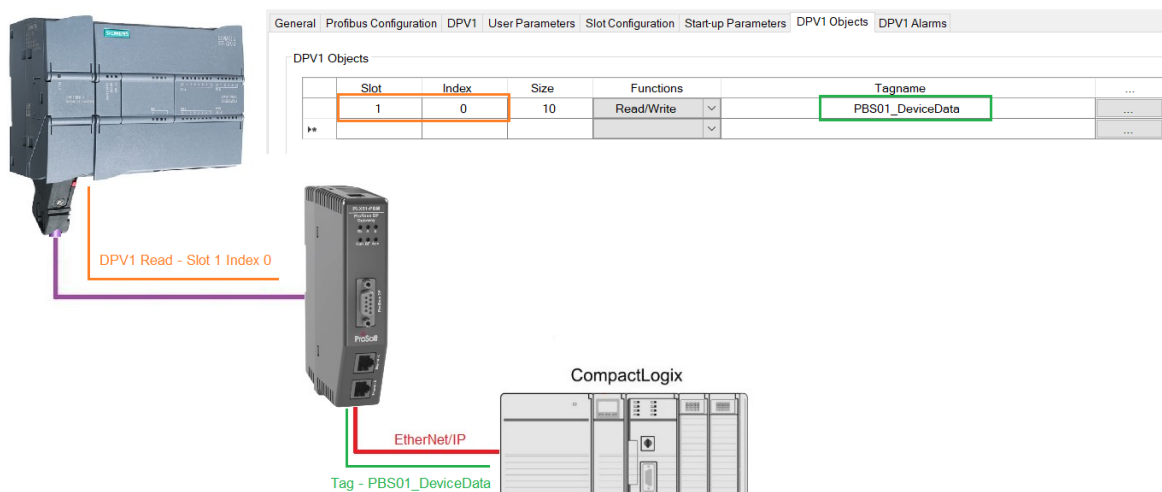 SIEMENS
General Profibus Configuration DPV1 User Parameters Slot Configuration Start-up Parameters DPV1 Objects DPV1 Alarms
DPV1 Objects
Slot Index Size Functions Tagname ...
1 0 10 Read/Write PBS01_DeviceData ...
...
DPV1 Read - Slot 1 Index 0
ProSoft
CompactLogix
EtherNet/IP
Tag - PBS01_DeviceData